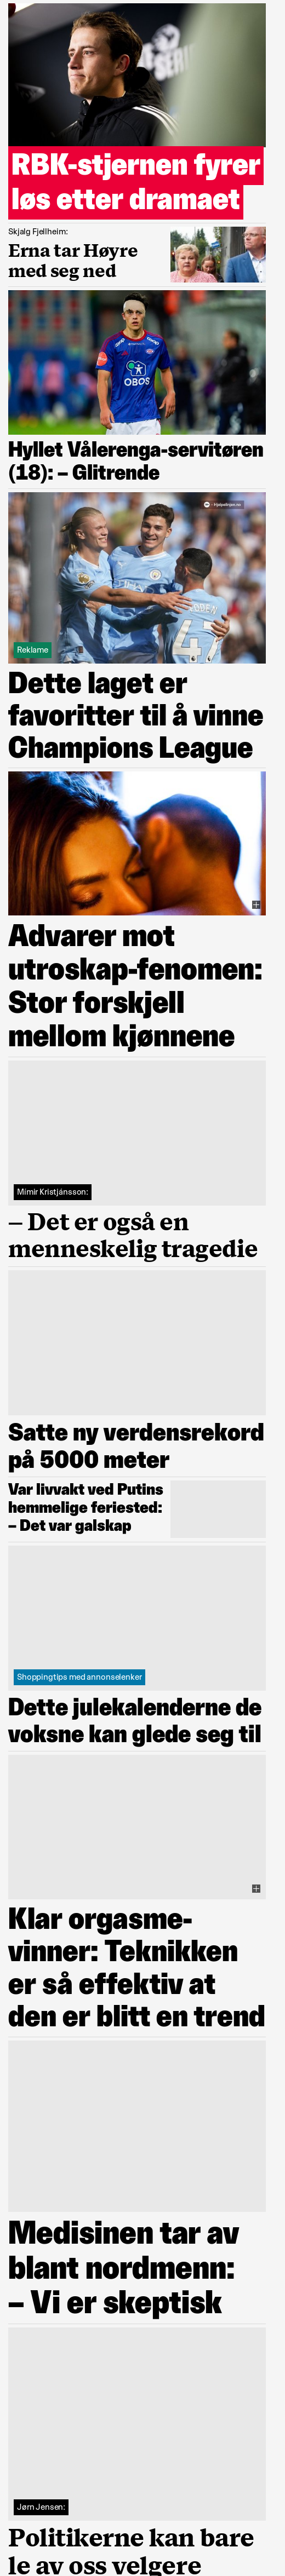 RBK-stjernen fyrer
løs etter dramaet
Skjalg Fjellheim:
Erna tar Høyre
med seg ned
OBOS
Hyllet Vålerenga-servitøren
(18): – Glitrende
Hjelpelinjen.no
47
Reklame
Dette laget er
favoritter til å vinne
Champions League
Advarer mot
utroskap-fenomen:
Stor forskjell
mellom kjønnene
Mímir Kristjánsson:
– Det er også en
menneskelig tragedie
Satte ny verdensrekord
på 5000 meter
Var livvakt ved Putins
hemmelige feriested:
– Det var galskap
Shoppingtips med annonselenker
Dette julekalenderne de
voksne kan glede seg til
Klar orgasme-
vinner: Teknikken
er så effektiv at
den er blitt en trend
Medisinen tar av
blant nordmenn:
– Vi er skeptisk
Jørn Jensen:
Politikerne kan bare
le av oss velgere